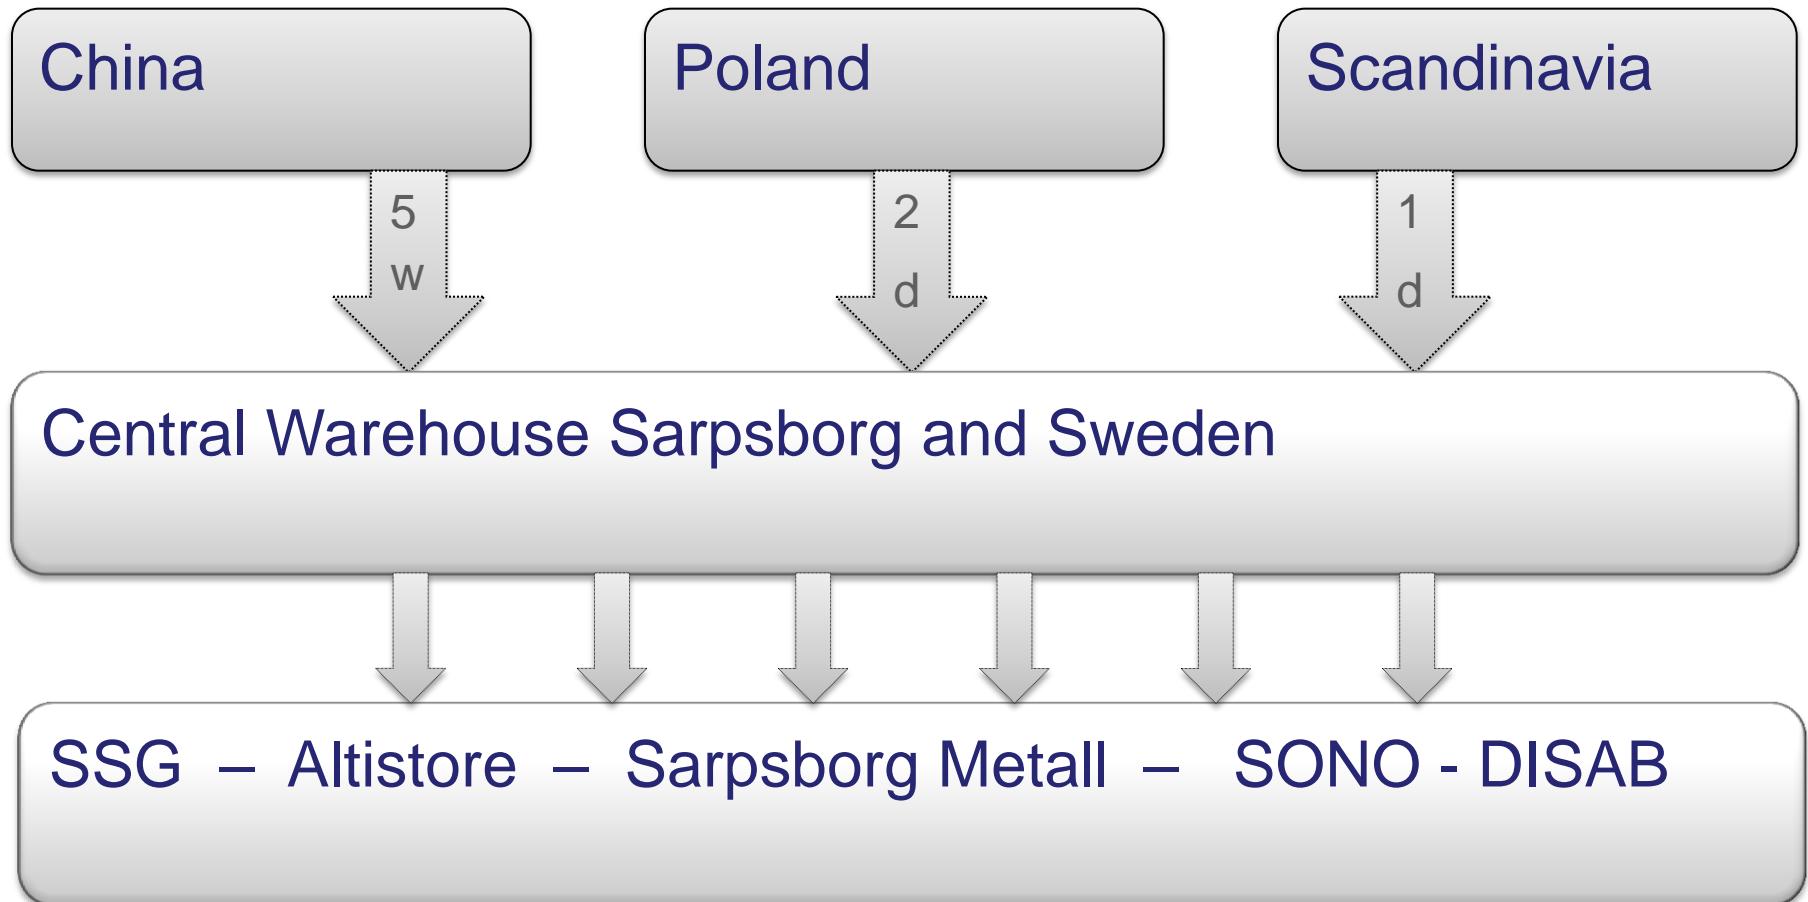 China
Poland
Scandinavia
5
w
2
d
1
d
Central Warehouse Sarpsborg and Sweden
SSG – Altistore – Sarpsborg Metall – SONO - DISAB